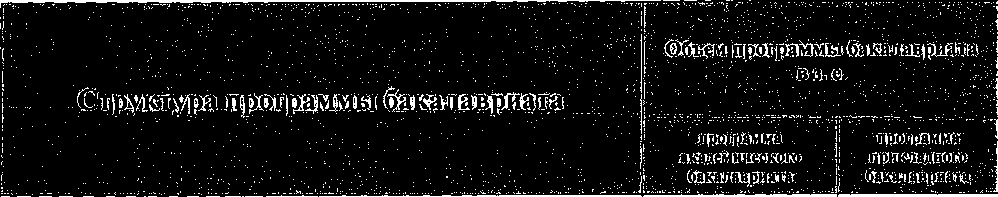 Структура программы бакалавриата
Объем программы бакалавриата
в з.е.
программа
академического
бакалавриата
программа
прикладного
бакалавриата